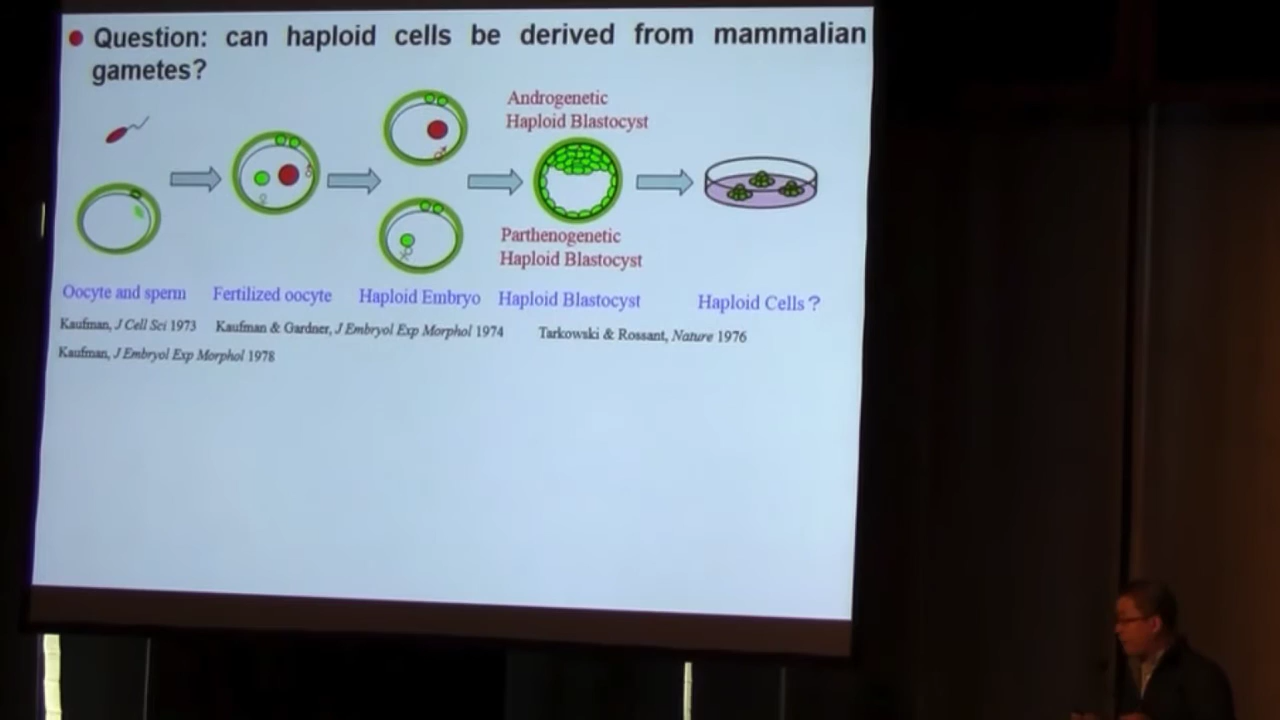 Question: can haploid cells be derived from mammalian
gametes?
Androgenetic
Haploid Blastocyst
Parthenogenetic
Haploid Blastocyst
Oocyte and sperm
Fertilized oocyte
Haploid Embryo
Haploid Blastocyst
Haploid Cells ?
Kaufman, J Cell Sci 1973
Kaufman & Gardner, J Embryol Exp Morphol 1974
Tarkowski & Rossant, Nature 1976
Kaufman, J Embryol Exp Morphol 1978